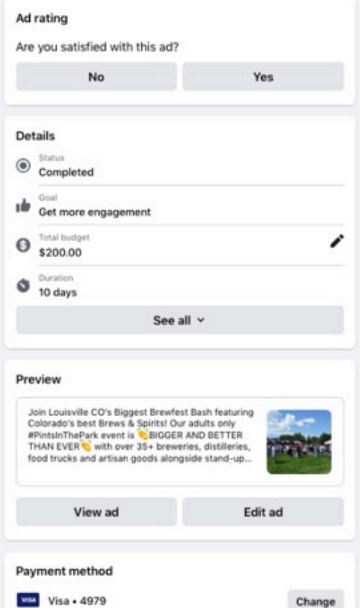 Ad rating
Are you satisfied with this ad?
No Yes
Details
Status
Completed
Goal
Get more engagement
Total budget
$200.00
Duration
10 days
See all
Preview
Join Louisville CO's Biggest Brewfest Bash featuring
Colorado's best Brews & Spirits! Our adults only
#PintsInThePark event is 👏BIGGER AND BETTER
THAN EVER👏 with over 35+ breweries, distilleries,
food trucks and artisan goods alongside stand-up...
View ad Edit ad
Payment method
VISA Visa • 4979 Change